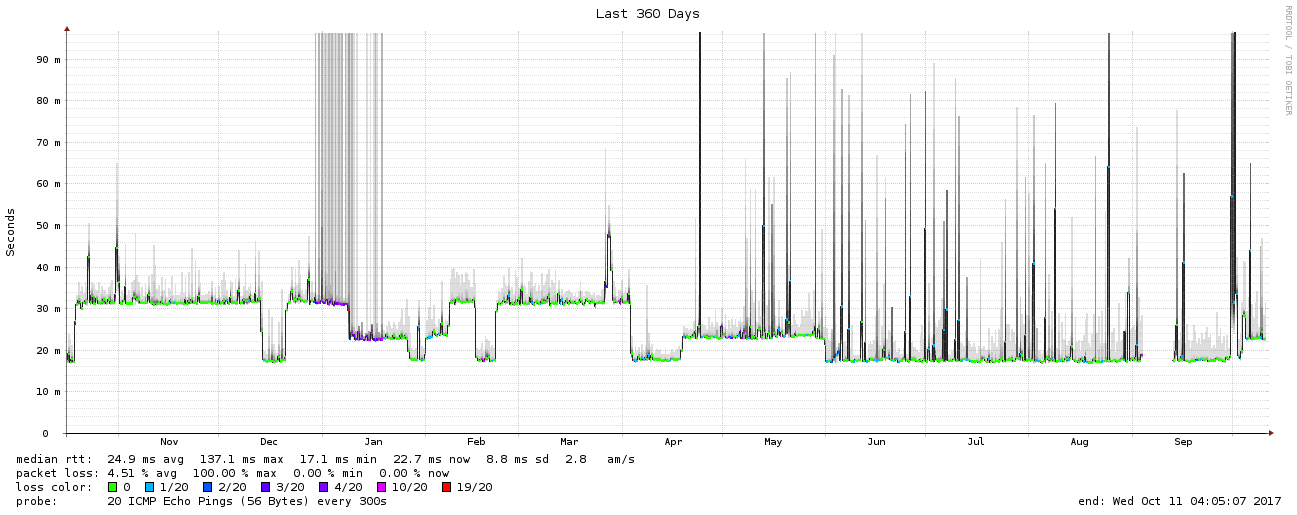 Last 360 Days
RRDTOOL / TOBI OETIKER
Seconds
90 m
80 m
70 m
60 m
50 m
40 m
30 m
20 m
10 m
0
Nov Dec Jan Feb Mar Apr May Jun Jul Aug Sep
median rtt: 24.9 ms avg 137.1 ms max 17.1 ms min 22.7 ms now 8.8 ms sd 2.8 am/s
packet loss: 4.51 % avg 100.00 % max 0.00 % min 0.00 % now
loss color: 0 1/20 2/20 3/20 4/20 10/20 19/20
probe: 20 ICMP Echo Pings (56 Bytes) every 300s end: Wed Oct 11 04:05:07 2017